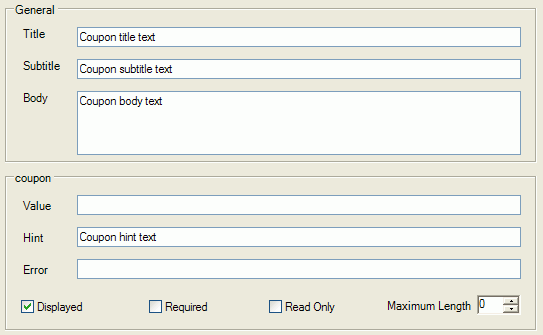 General
Title Coupon title text
Subtitle Coupon subtitle text
Body Coupon body text
coupon
Value
Hint Coupon hint text
Error
Displayed Required Read Only Maximum Length 0